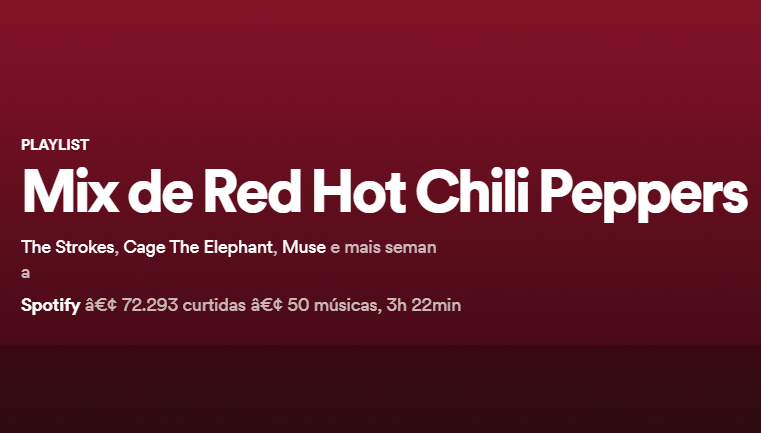 PLAYLIST
Mix de Red Hot Chili Peppers
The Strokes, Cage The Elephant, Muse e mais seman
a
Spotify â€¢ 72.293 curtidas â€¢ 50 músicas, 3h 22min